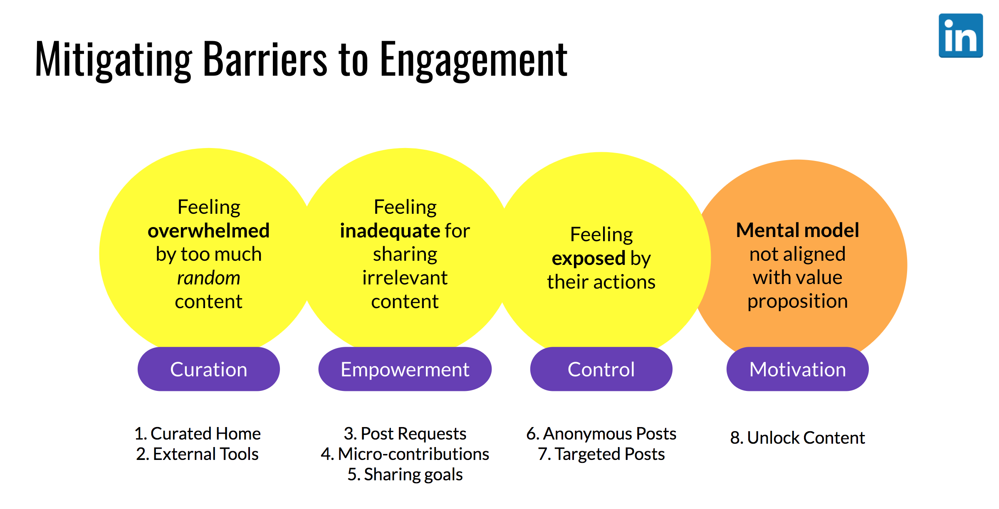 in
Mitigating Barriers to Engagement
Feeling
overwhelmed
by too much
random
content
Feeling
inadequate for
sharing
irrelevant
content
Feeling
exposed by
their actions
Mental model
not aligned
with value
proposition
Curation
Empowerment
Control
Motivation
1. Curated Home
2. External Tools
3. Post Requests
4. Micro-contributions
5. Sharing goals
6. Anonymous Posts
7. Targeted Posts
8. Unlock Content